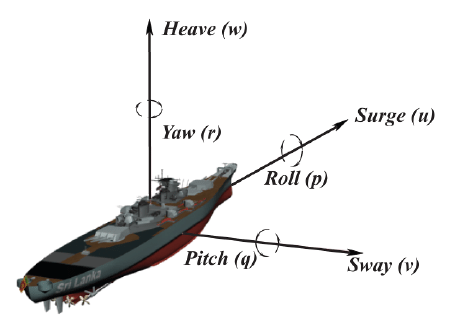 Heave (w)
Surge (u)
Yaw (r)
Roll (p)
Pitch (q)
Sway (v)
Sri Lanka